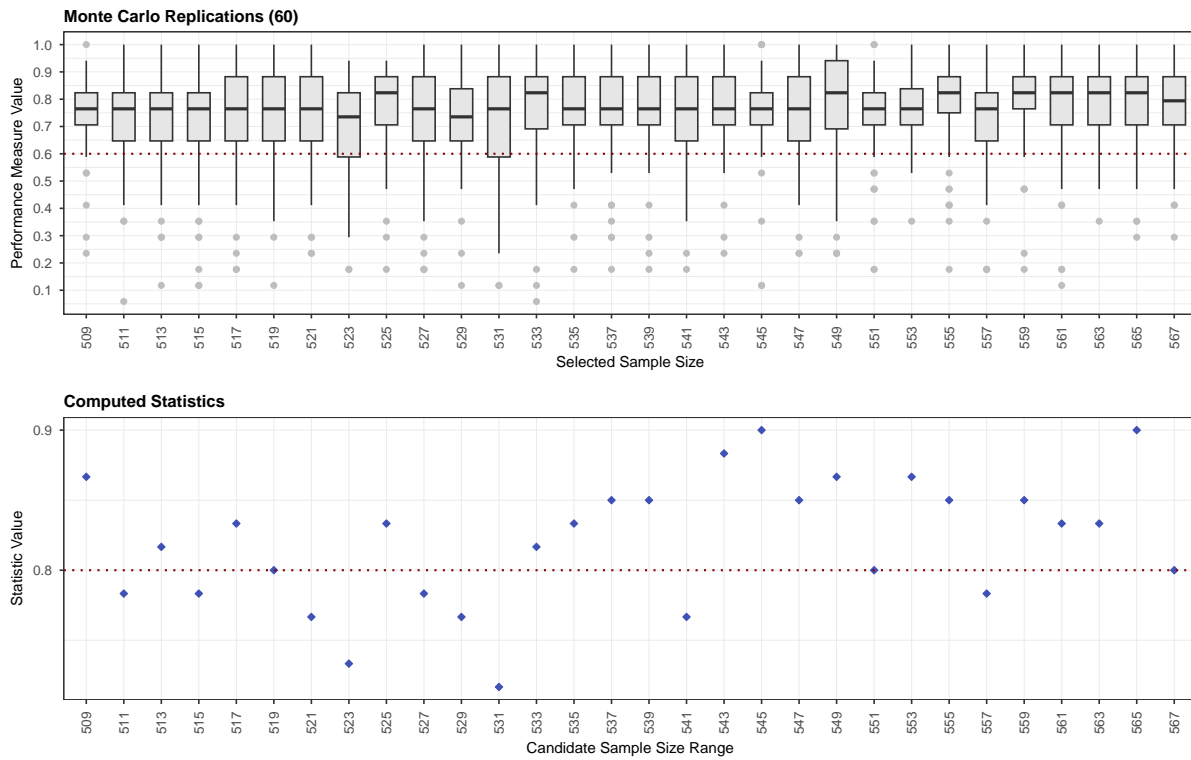 Monte Carlo Replications (60)
Performance Measure Value
1.0
0.9
0.8
0.7
0.6
0.5
0.4
0.3
0.2
0.1
509 511 513 515 517 519 521 523 525 527 529 531 533 535 537 539 541 543 545 547 549 551 553 555 557 559 561 563 565 567
Selected Sample Size
Computed Statistics
Statistic Value
0.9
0.8
509 511 513 515 517 519 521 523 525 527 529 531 533 535 537 539 541 543 545 547 549 551 553 555 557 559 561 563 565 567
Candidate Sample Size Range